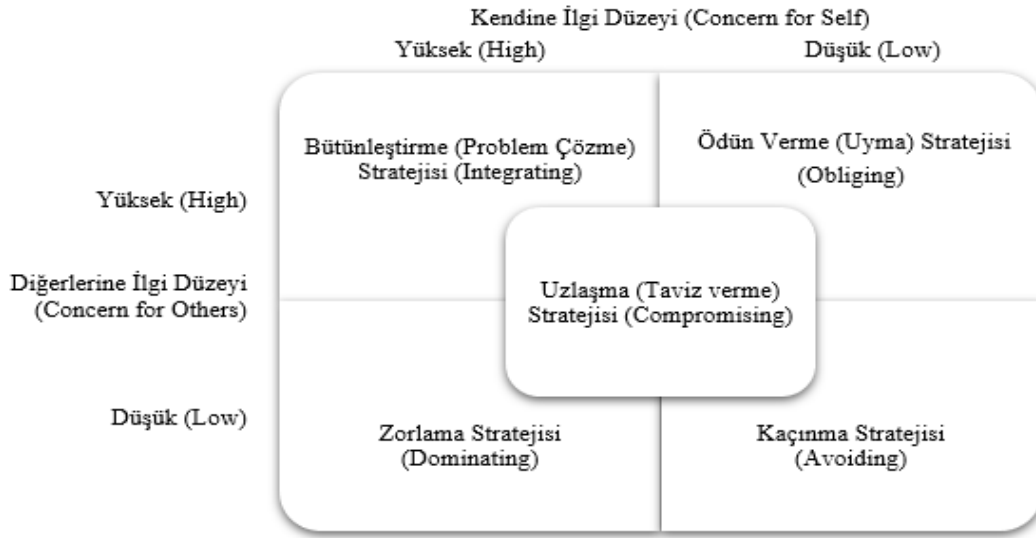 Kendine İlgi Düzeyi (Concern for Self)
Yüksek (High)
Düşük (Low)
Bütünleştirme (Problem Çözme)
Stratejisi (Integrating)
Ödün Verme (Uyma) Stratejisi
(Obliging)
Yüksek (High)
Diğerlerine İlgi Düzeyi
(Concern for Others)
Uzlaşma (Taviz verme)
Stratejisi (Compromising)
Düşük (Low)
Zorlama Stratejisi
(Dominating)
Kaçınma Stratejisi
(Avoiding)